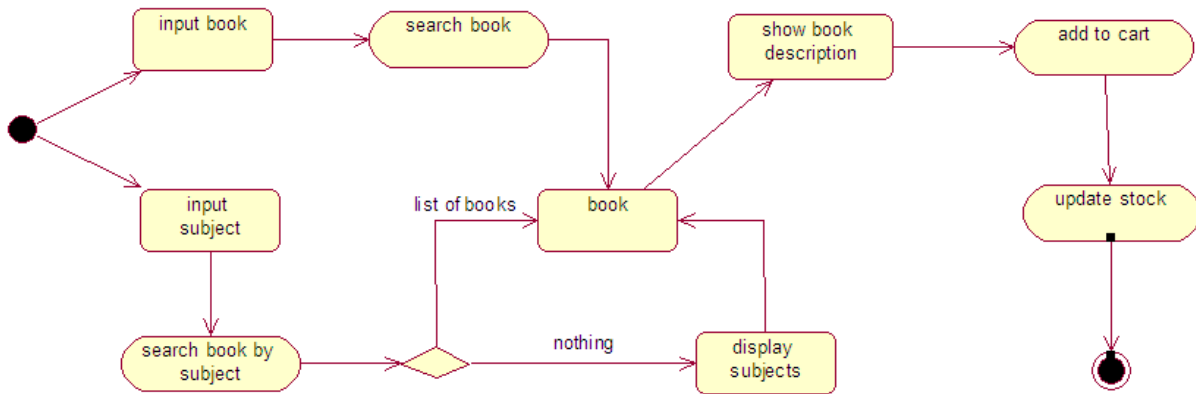 input book
search book
show book
description
add to cart
input
subject
list of books
book
update stock
search book by
subject
nothing
display
subjects